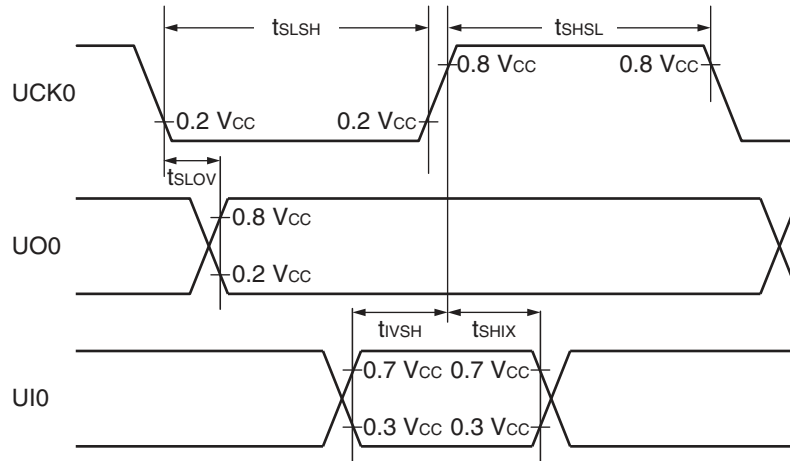 tSLSH tSHSL
0.8 VCC 0.8 VCC
UCK0
0.2 VCC 0.2 VCC
tSLOV
0.8 VCC
UO0
0.2 VCC
tIVSH tSHIX
0.7 VCC 0.7 VCC
UI0
0.3 VCC 0.3 VCC